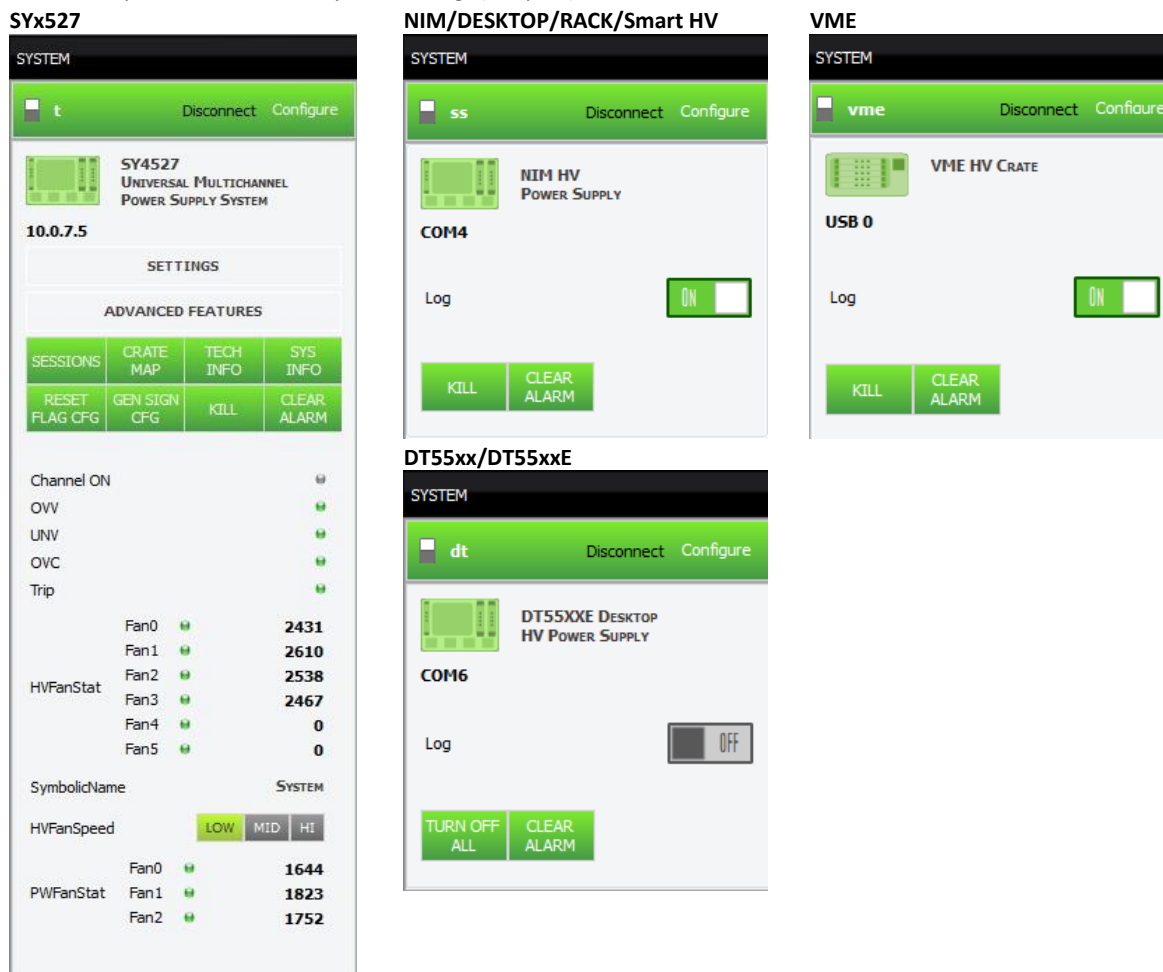 SYx527
SYSTEM
t Disconnect Configure
SY4527
UNIVERSAL MULTICHANNEL
POWER SUPPLY SYSTEM
10.0.7.5
SETTINGS
ADVANCED FEATURES
SESSIONS CRATE MAP TECH INFO SYS INFO
RESET FLAG CFG GEN SIGN CFG KILL CLEAR ALARM
Channel ON
OVV
UNV
OVC
Trip
HVFanStat
Fan0 2431
Fan1 2610
Fan2 2538
Fan3 2467
Fan4 0
Fan5 0
SymbolicName SYSTEM
HVFanSpeed LOW MID HI
PWFanStat
Fan0 1644
Fan1 1823
Fan2 1752
NIM/DESKTOP/RACK/Smart HV
SYSTEM
ss Disconnect Configure
NIM HV
POWER SUPPLY
COM4
Log ON
KILL CLEAR ALARM
DT55xx/DT55xxE
SYSTEM
dt Disconnect Configure
DT55XXE DESKTOP
HV POWER SUPPLY
COM6
Log OFF
TURN OFF ALL CLEAR ALARM
VME
SYSTEM
vme Disconnect Configure
VME HV CRATE
USB 0
Log ON
KILL CLEAR ALARM